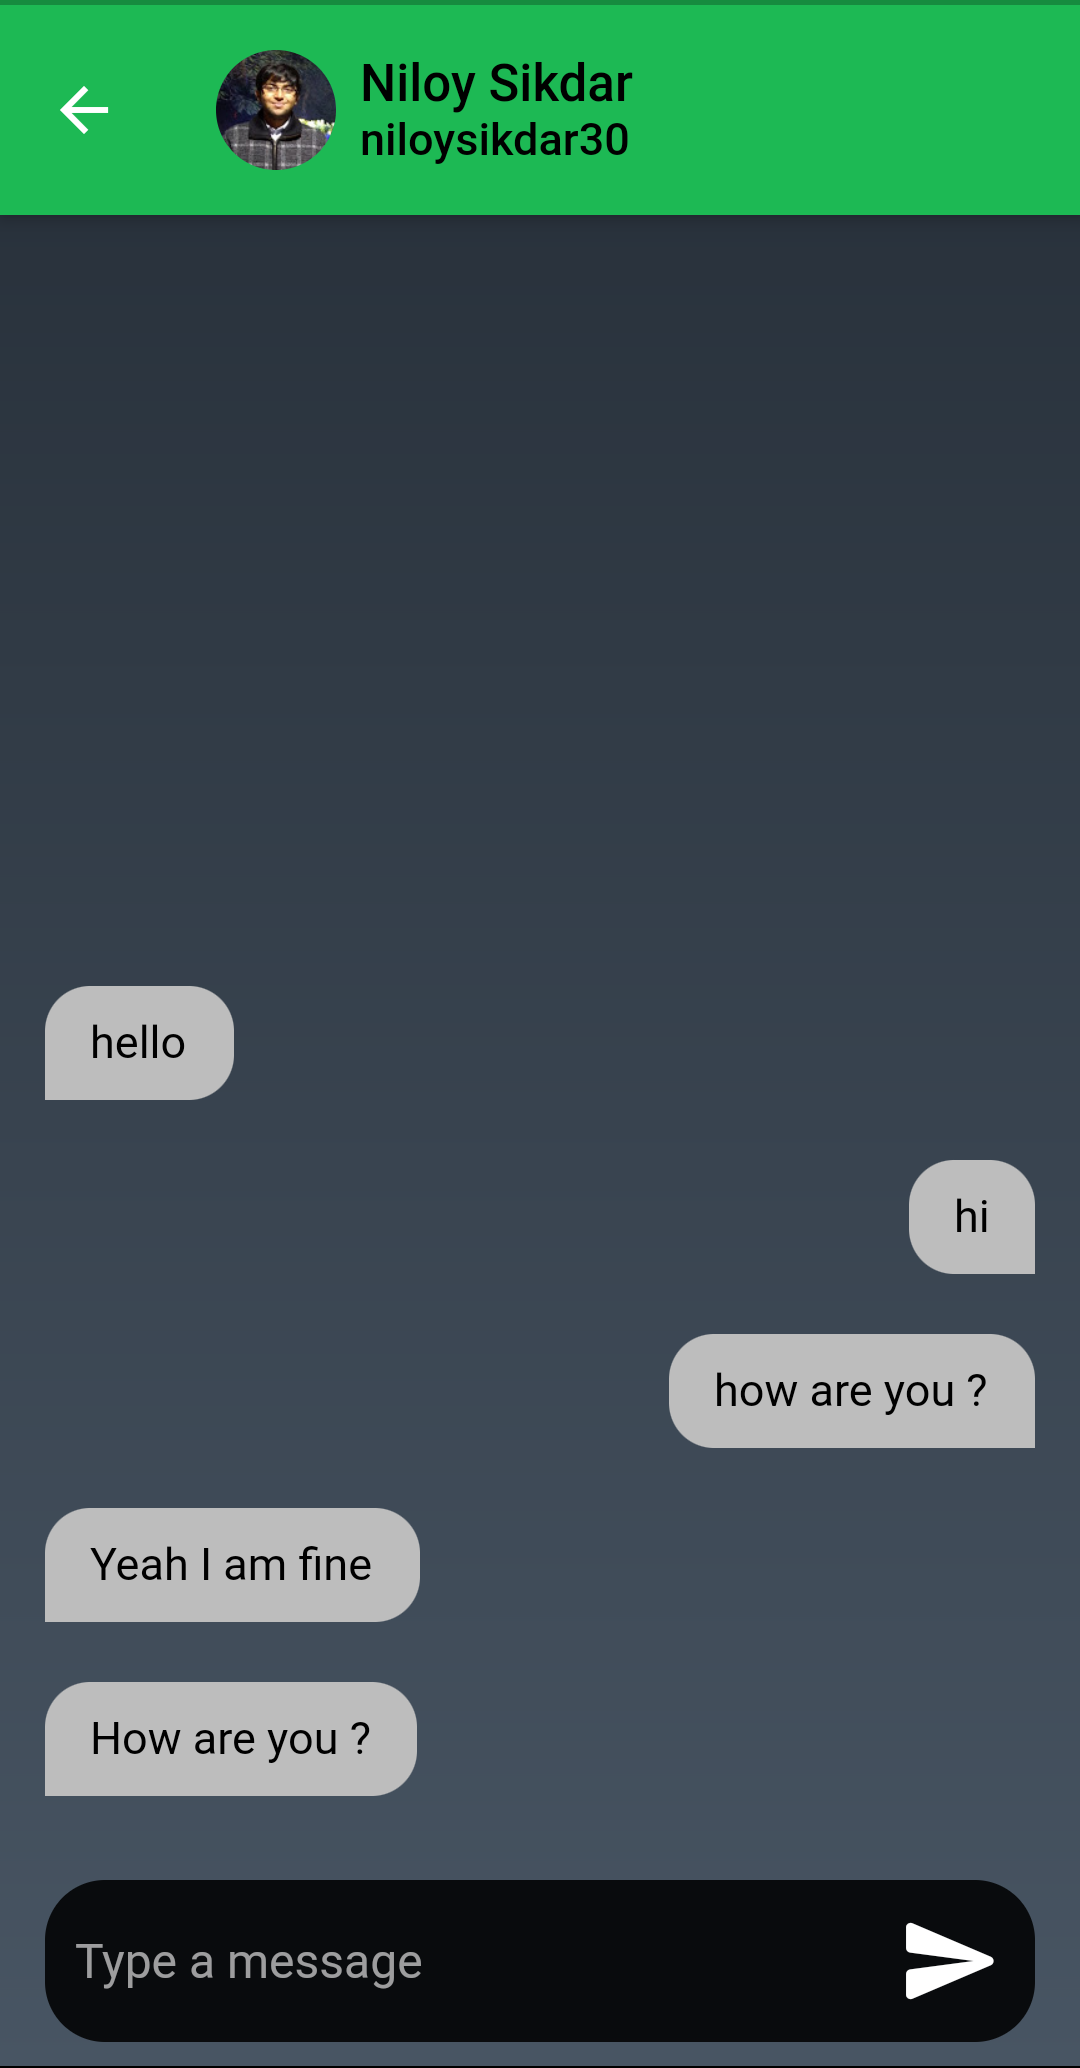 Niloy Sikdar
niloysikdar30
hello
hi
how are you ?
Yeah I am fine
How are you ?
Type a message